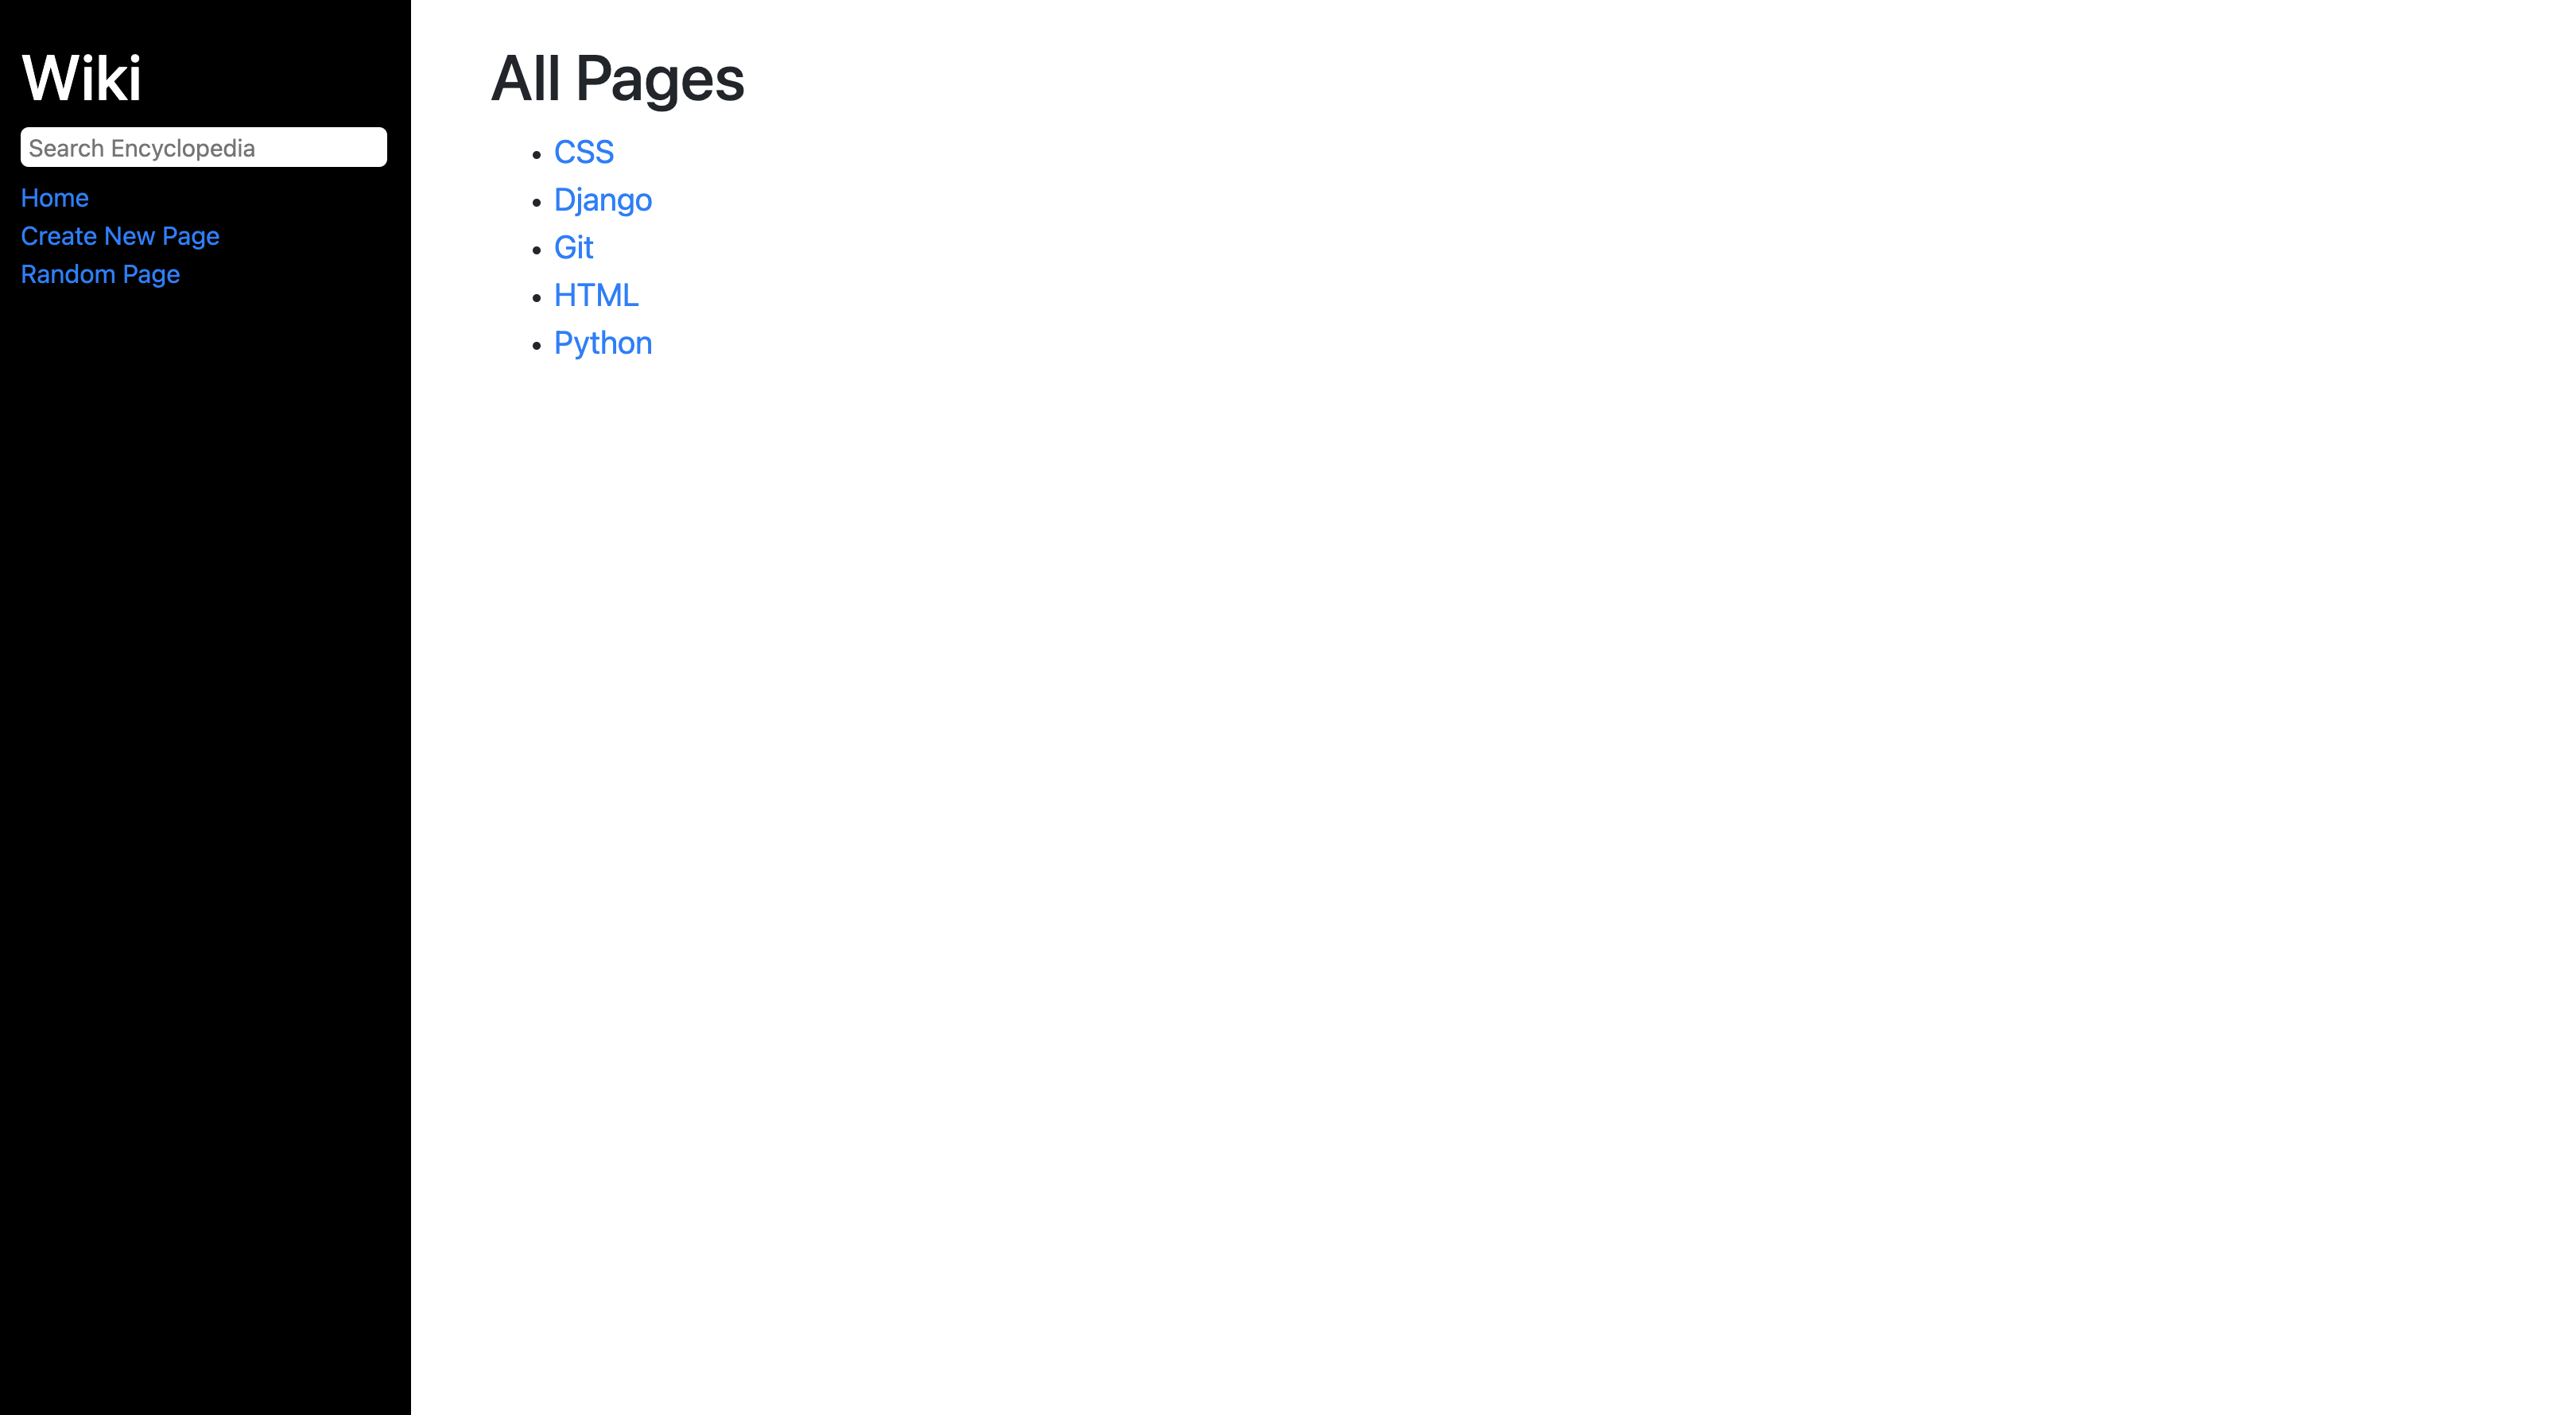 Wiki
Search Encyclopedia
Home
Create New Page
Random Page
All Pages
CSS
Django
Git
HTML
Python